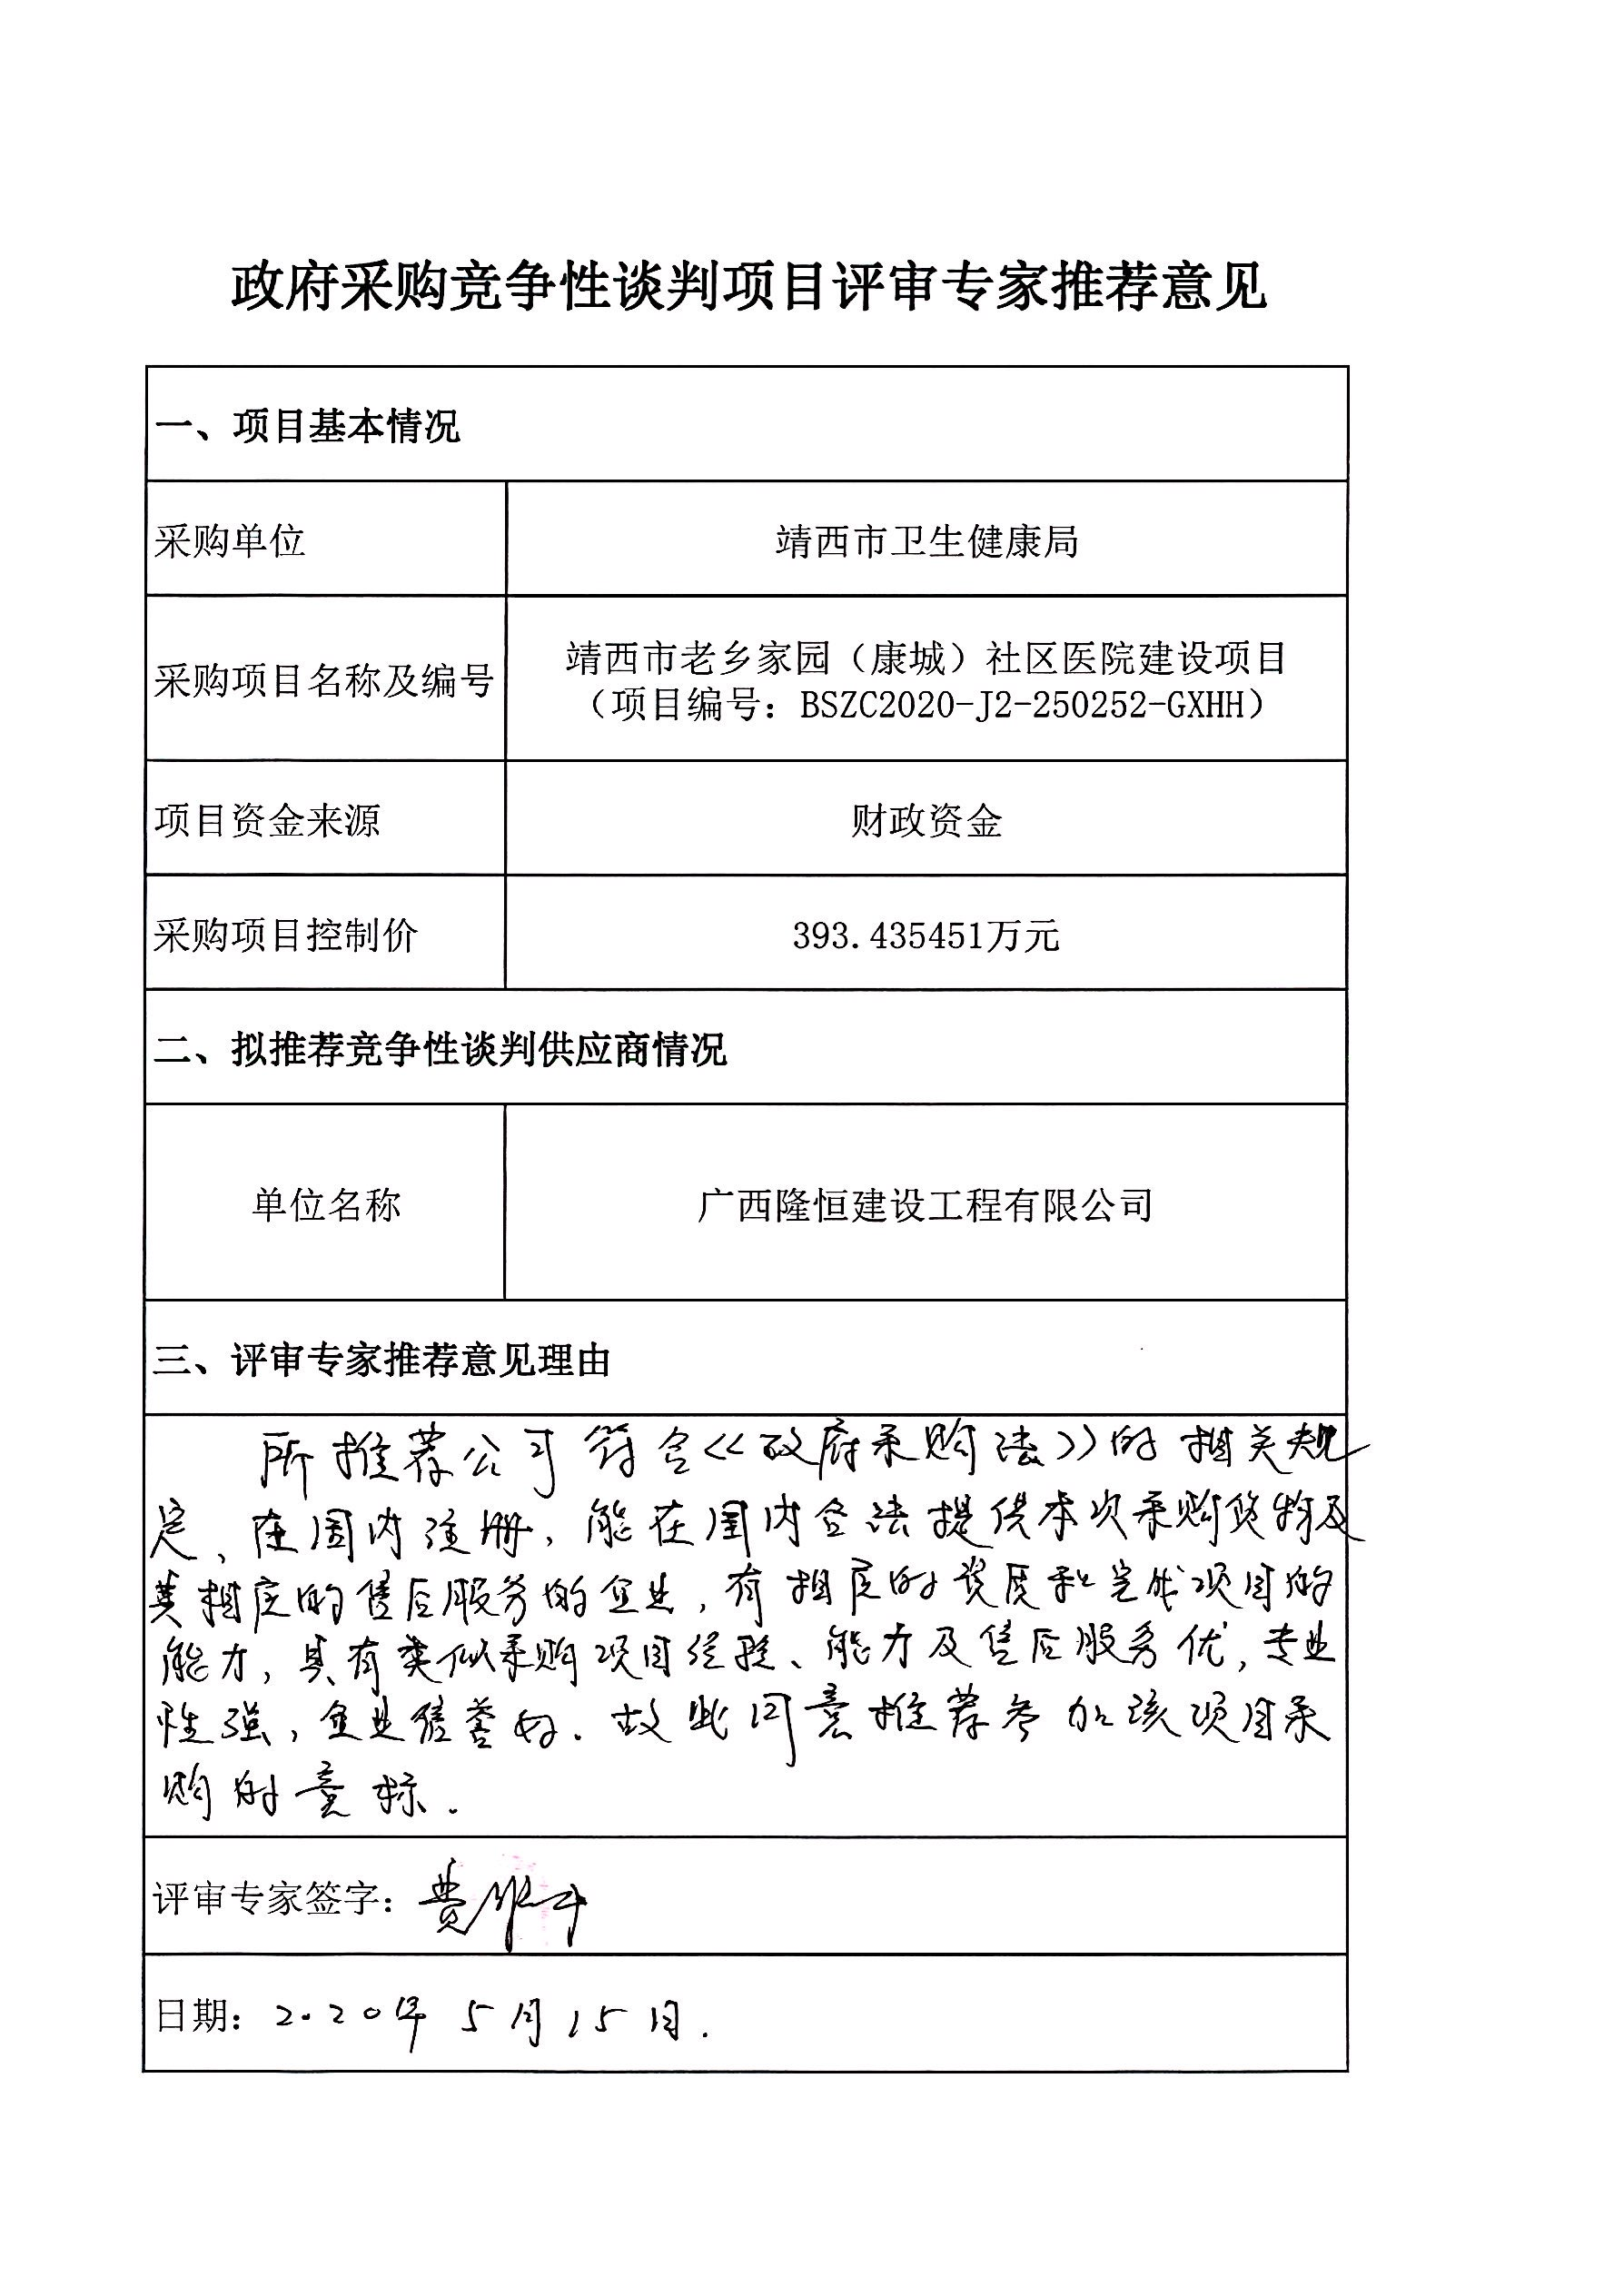 政府采购竞争性谈判项目评审专家推荐意见
一、项目基本情况
采购单位
靖西市卫生健康局
采购项目名称及编号
靖西市老乡家园（康城）社区医院建设项目
（项目编号：BSZC2020-J2-250252-GXHH）
项目资金来源
财政资金
采购项目控制价
393.435451万元
二、拟推荐竞争性谈判供应商情况
单位名称
广西隆恒建设工程有限公司
三、评审专家推荐意见理由
所推荐公司符合《政府采购法》的相关规
定、在国内注册，能在国内合法提供本次采购货物及
其相应的售后服务的企业，有相应的资质和完成项目的
能力，具有类似采购项目经验、能力及售后服务优，专业
性强，企业信誉好．故此同意推荐参加该项目采
购的竞标．
评审专家签字：费
日期：2020年5月15日．